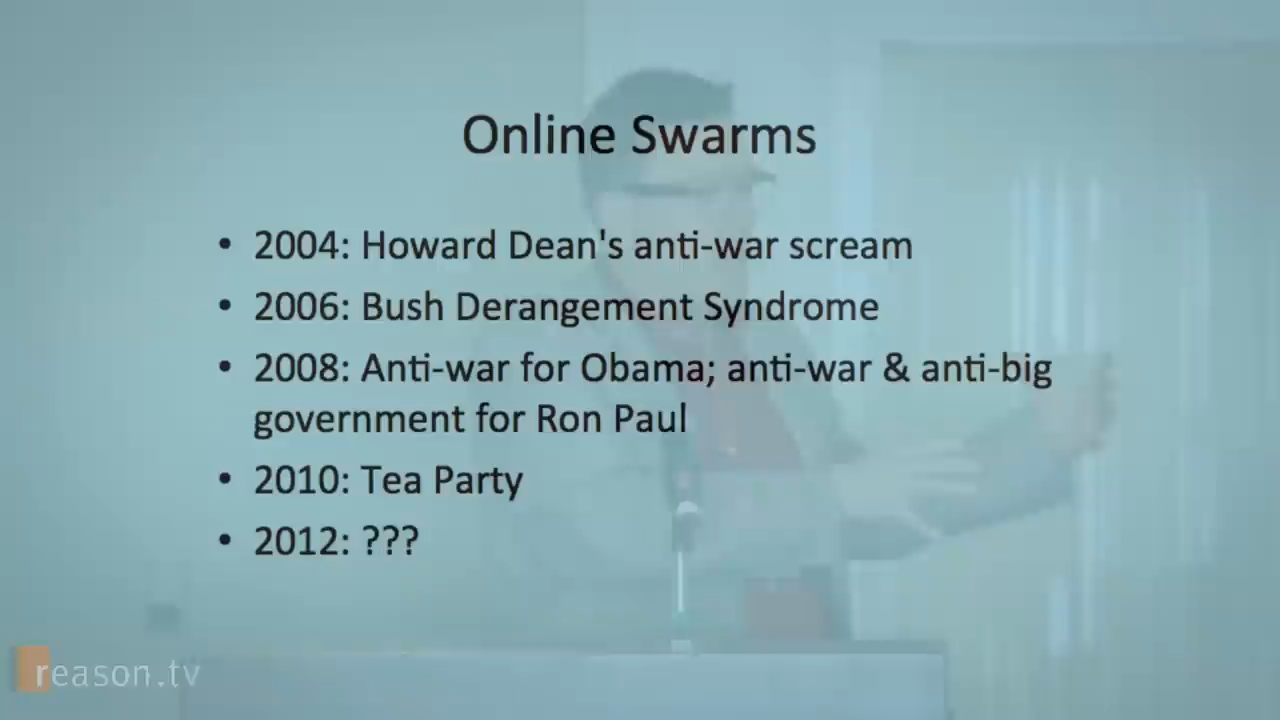 Online Swarms
• 2004: Howard Dean's anti-war scream
• 2006: Bush Derangement Syndrome
• 2008: Anti-war for Obama; anti-war & anti-big
government for Ron Paul
• 2010: Tea Party
• 2012: ???
reason.tv